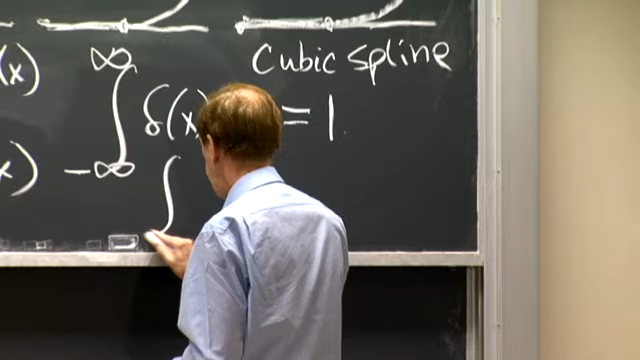 Cubic spline
x)
∞
∫ δ(x) = 1
-∞
x)
∫